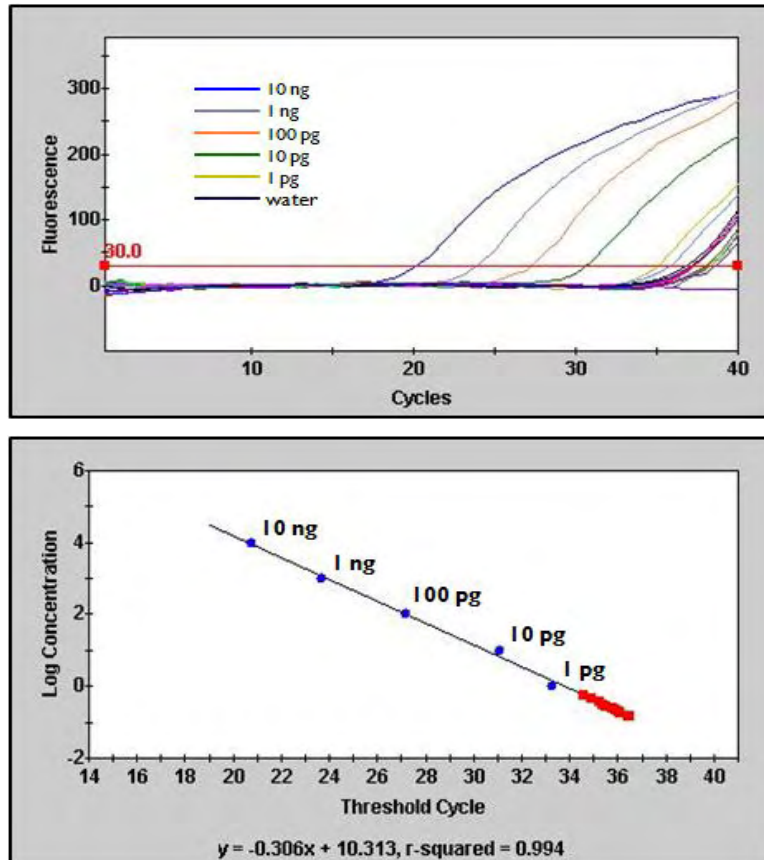 300
200
100
0
Fluorescence
10 ng
1 ng
100 pg
10 pg
1 pg
water
30.0
10 20 30 40
Cycles
6
4
2
0
-2
Log Concentration
10 ng
1 ng
100 pg
10 pg
1 pg
14 16 18 20 22 24 26 28 30 32 34 36 38 40
Threshold Cycle
y = -0.306x + 10.313, r-squared = 0.994